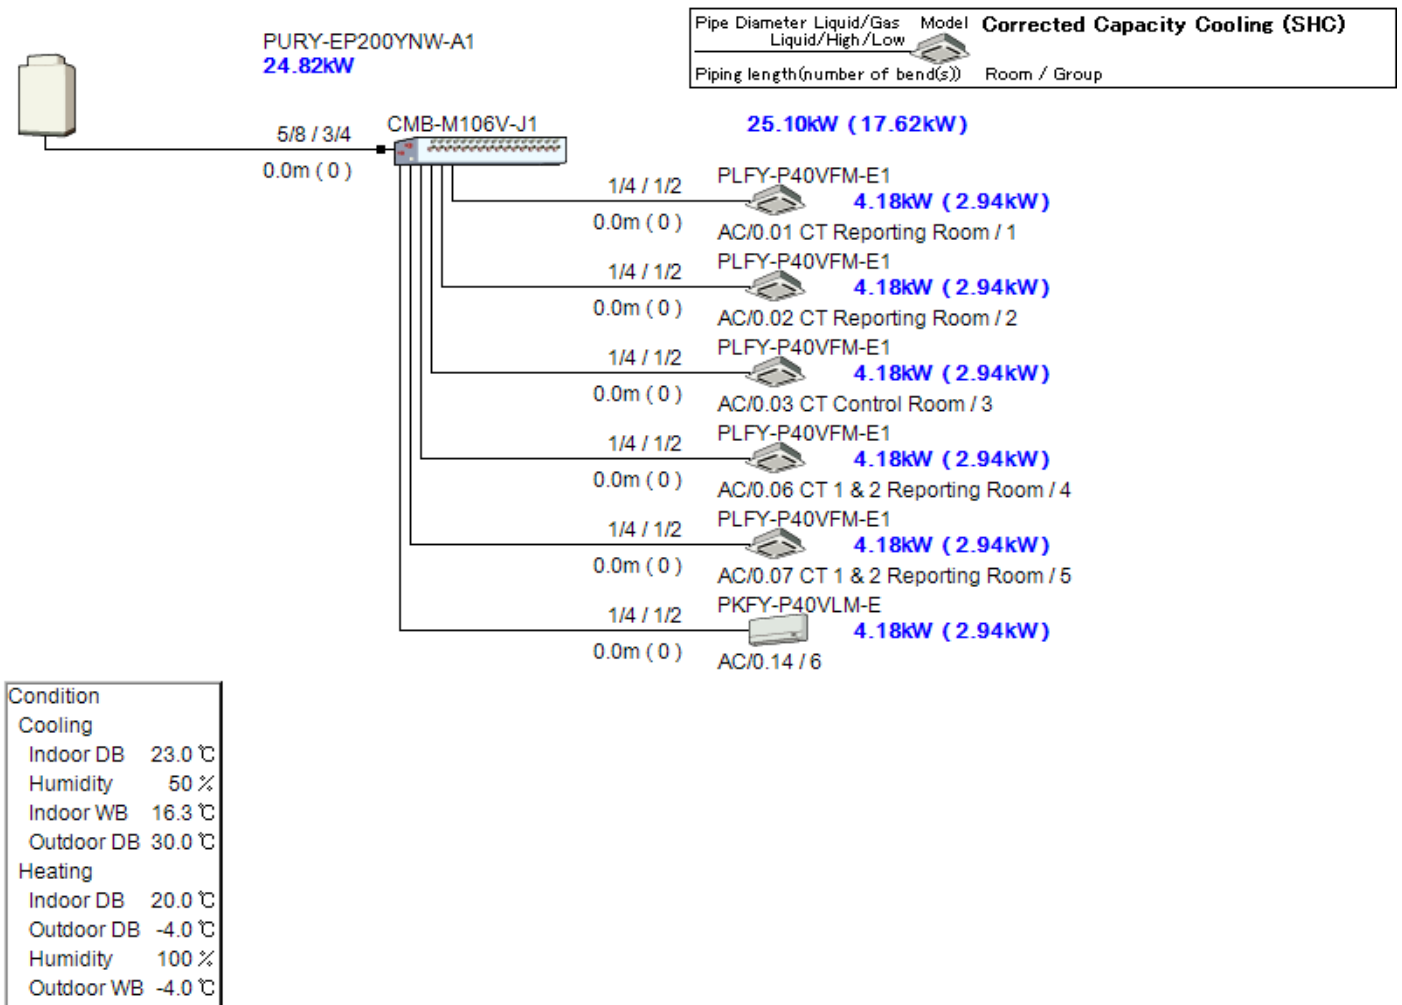 Pipe Diameter Liquid/Gas Model Corrected Capacity Cooling (SHC)
Liquid/High/Low
Piping length(number of bend(s)) Room / Group
PURY-EP200YNW-A1
24.82kW
5/8 / 3/4
0.0m ( 0 )
CMB-M106V-J1
25.10kW (17.62kW)
PLFY-P40VFM-E1
1/4 / 1/2
4.18kW (2.94kW)
0.0m ( 0 )
AC/0.01 CT Reporting Room / 1
PLFY-P40VFM-E1
1/4 / 1/2
4.18kW (2.94kW)
0.0m ( 0 )
AC/0.02 CT Reporting Room / 2
PLFY-P40VFM-E1
1/4 / 1/2
4.18kW (2.94kW)
0.0m ( 0 )
AC/0.03 CT Control Room / 3
PLFY-P40VFM-E1
1/4 / 1/2
4.18kW (2.94kW)
0.0m ( 0 )
AC/0.06 CT 1 & 2 Reporting Room / 4
PLFY-P40VFM-E1
1/4 / 1/2
4.18kW (2.94kW)
0.0m ( 0 )
AC/0.07 CT 1 & 2 Reporting Room / 5
PKFY-P40VLM-E
1/4 / 1/2
4.18kW (2.94kW)
0.0m ( 0 )
AC/0.14 / 6
Condition
Cooling
Indoor DB 23.0 ℃
Humidity 50 %
Indoor WB 16.3 ℃
Outdoor DB 30.0 ℃
Heating
Indoor DB 20.0 ℃
Outdoor DB -4.0 ℃
Humidity 100 %
Outdoor WB -4.0 ℃